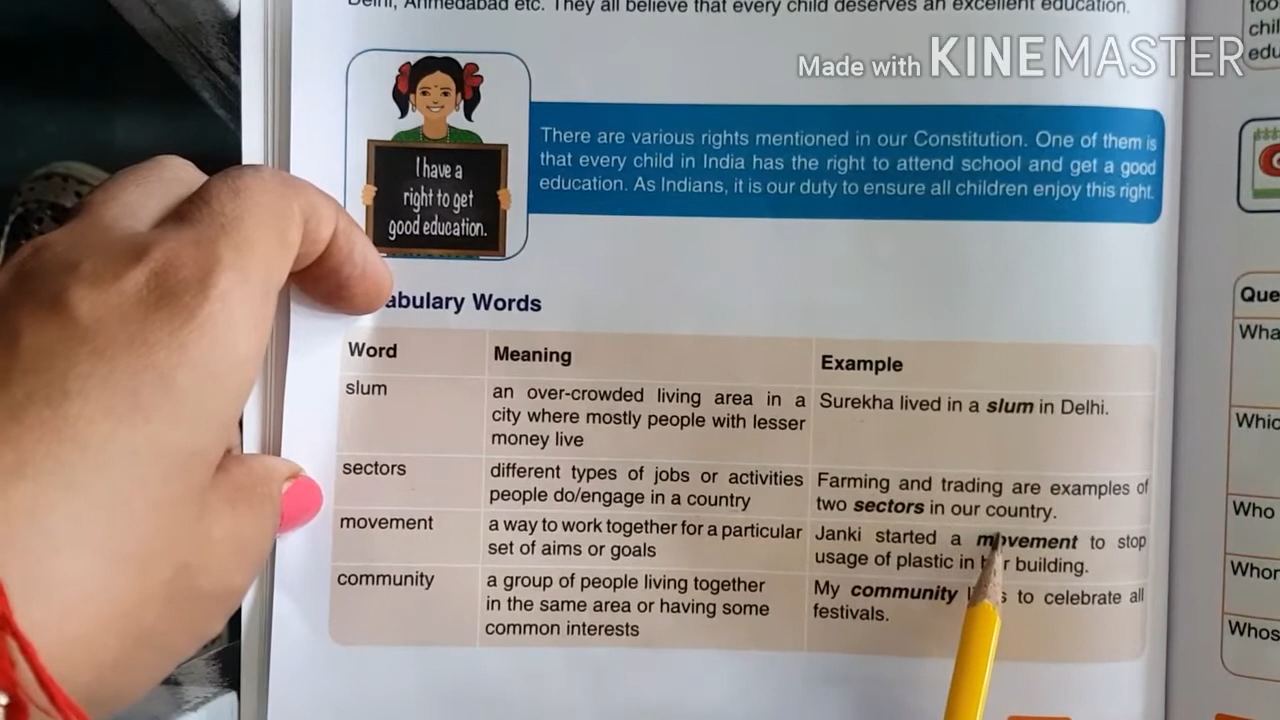 Delhi, Ahmedabad etc. They all believe that every child deserves an excellent education.
Made with KINEMASTER
I have a
right to get
good education.
There are various rights mentioned in our Constitution. One of them is
that every child in India has the right to attend school and get a good
education. As Indians, it is our duty to ensure all children enjoy this right.
abulary Words
Word Meaning Example
slum
an over-crowded living area in a
city where mostly people with lesser
money live
Surekha lived in a slum in Delhi.
sectors
different types of jobs or activities
people do/engage in a country
Farming and trading are examples of
two sectors in our country.
movement
a way to work together for a particular
set of aims or goals
Janki started a movement to stop
usage of plastic in her building.
community
a group of people living together
in the same area or having some
common interests
My community to celebrate all
festivals.
too
chil
edu
Que
Wha
Whic
Who
Whor
Whos